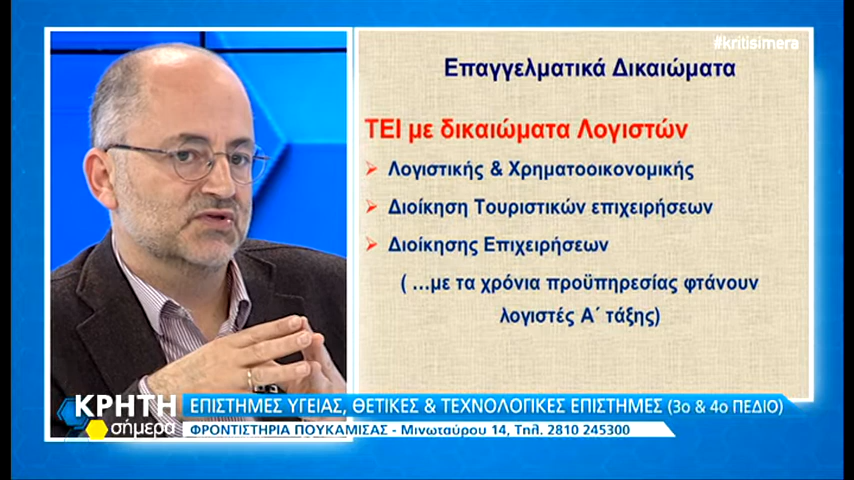 #kritisimera
Επαγγελματικά Δικαιώματα
ΤΕΙ με δικαιώματα Λογιστών
Λογιστικής & Χρηματοοικονομικής
Διοίκηση Τουριστικών επιχειρήσεων
Διοίκησης Επιχειρήσεων
( ...με τα χρόνια προϋπηρεσίας φτάνουν
λογιστές Α΄ τάξης)
ΚΡΗΤΗ
σήμερα
ΕΠΙΣΤΗΜΕΣ ΥΓΕΙΑΣ, ΘΕΤΙΚΕΣ & ΤΕΧΝΟΛΟΓΙΚΕΣ ΕΠΙΣΤΗΜΕΣ (3ο & 4ο ΠΕΔΙΟ)
ΦΡΟΝΤΙΣΤΗΡΙΑ ΠΟΥΚΑΜΙΣΑΣ - Μινωταύρου 14, Τηλ. 2810 245300